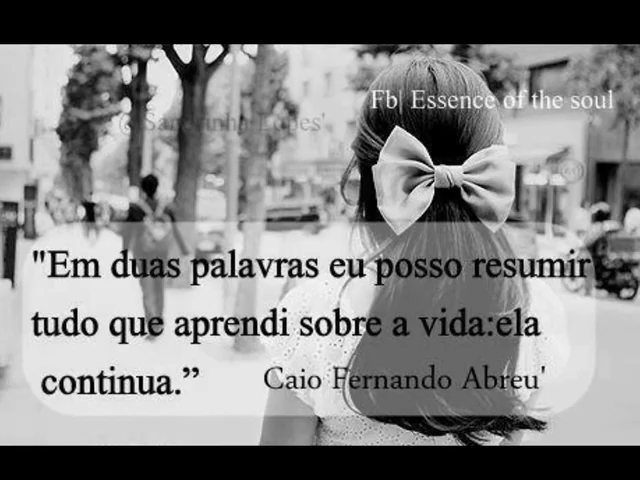 Fb| Essence of the soul
"Em duas palavras eu posso resumir
tudo que aprendi sobre a vida:ela
continua.” Caio Fernando Abreu'